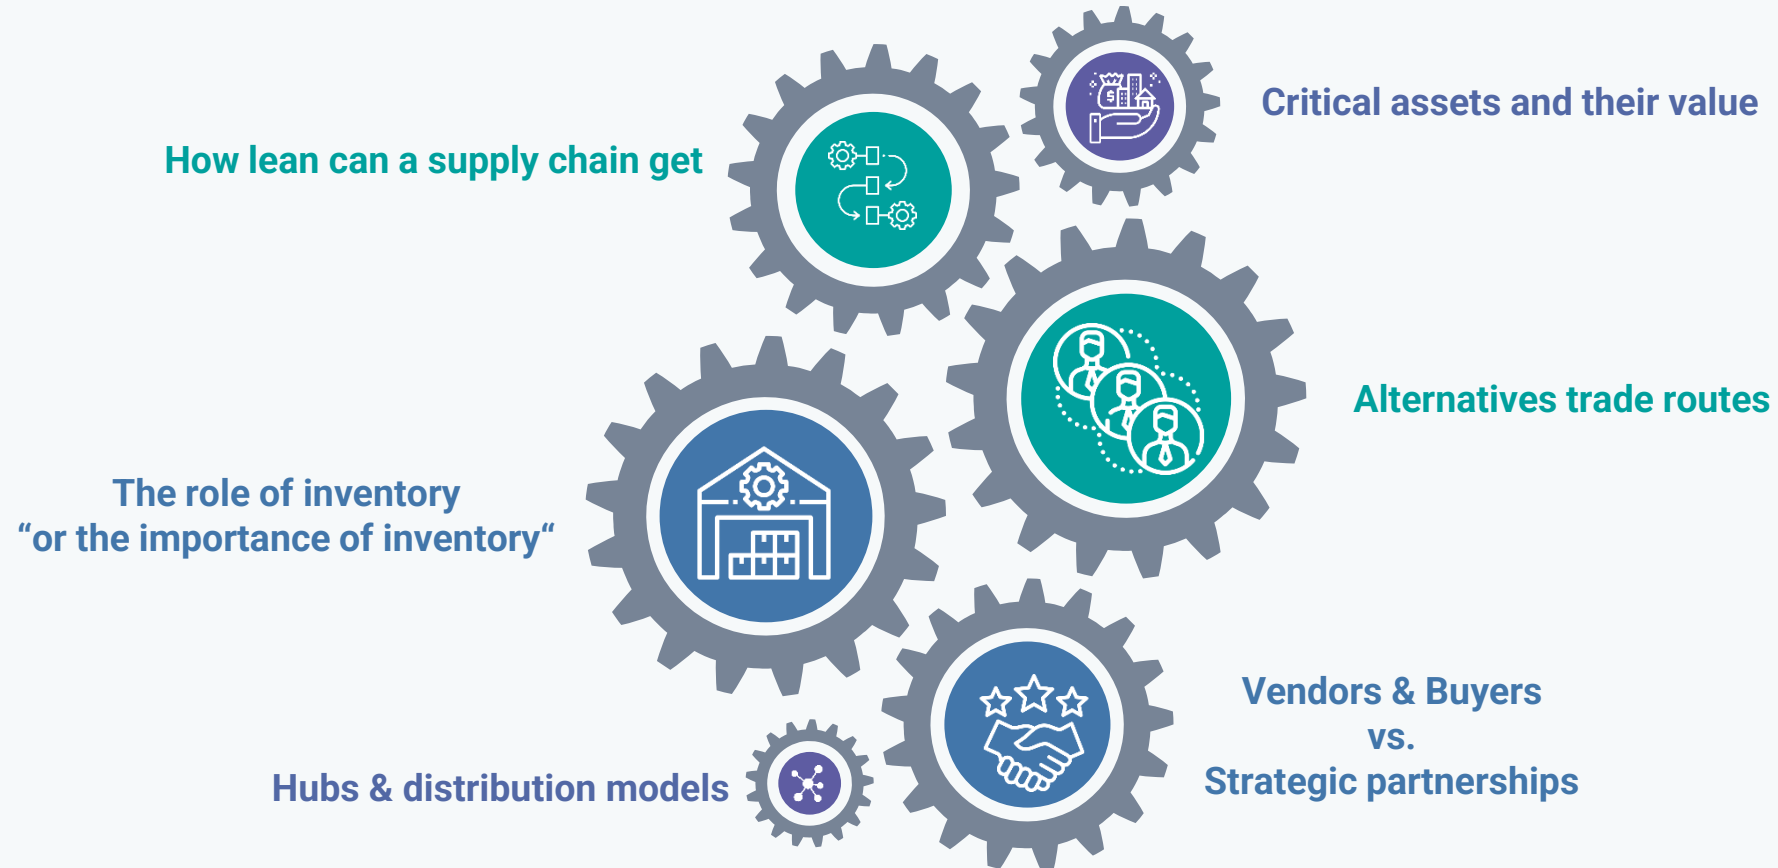 Critical assets and their value
How lean can a supply chain get
Alternatives trade routes
The role of inventory
“or the importance of inventory“
Vendors & Buyers
vs.
Strategic partnerships
Hubs & distribution models